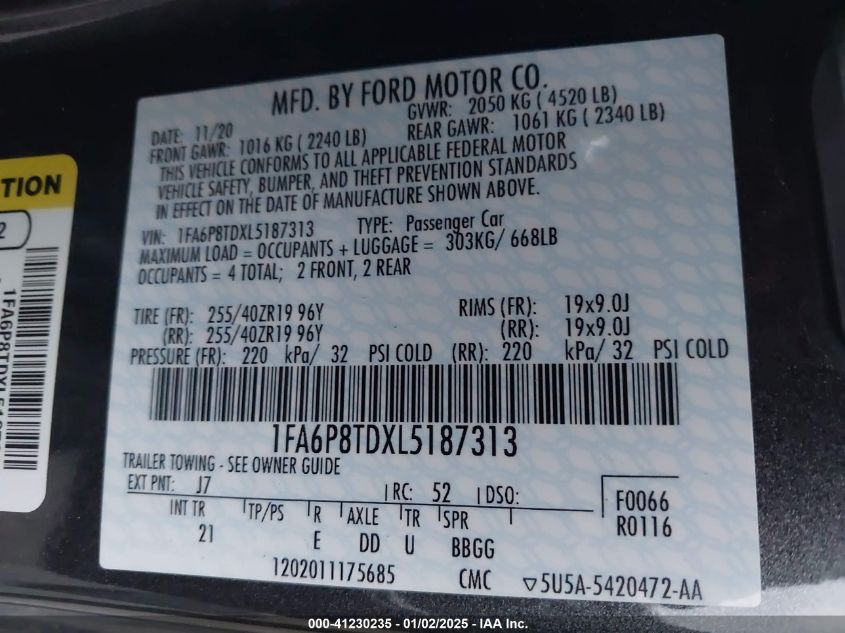 MFD. BY FORD MOTOR CO.
DATE: 11/20 GVWR: 2050 KG ( 4520 LB)
FRONT GAWR: 1016 KG ( 2240 LB) REAR GAWR: 1061 KG ( 2340 LB)
THIS VEHICLE CONFORMS TO ALL APPLICABLE FEDERAL MOTOR
VEHICLE SAFETY, BUMPER, AND THEFT PREVENTION STANDARDS
IN EFFECT ON THE DATE OF MANUFACTURE SHOWN ABOVE.
VIN: 1FA6P8TDXL5187313 TYPE: Passenger Car
MAXIMUM LOAD = OCCUPANTS + LUGGAGE = 303KG/ 668LB
OCCUPANTS = 4 TOTAL; 2 FRONT, 2 REAR
TIRE (FR): 255/40ZR19 96Y RIMS (FR): 19x9.0J
(RR): 255/40ZR19 96Y (RR): 19x9.0J
PRESSURE (FR): 220 kPa/ 32 PSI COLD (RR): 220 kPa/ 32 PSI COLD
1FA6P8TDXL5187313
TRAILER TOWING - SEE OWNER GUIDE
EXT PNT: J7 RC: 52 DSO: F0066
INT TR TP/PS R AXLE TR SPR R0116
21 E DD U BBGG
1202011175685 CMC 5U5A-5420472-AA
TION
2
000-41230235 - 01/02/2025 - IAA Inc.